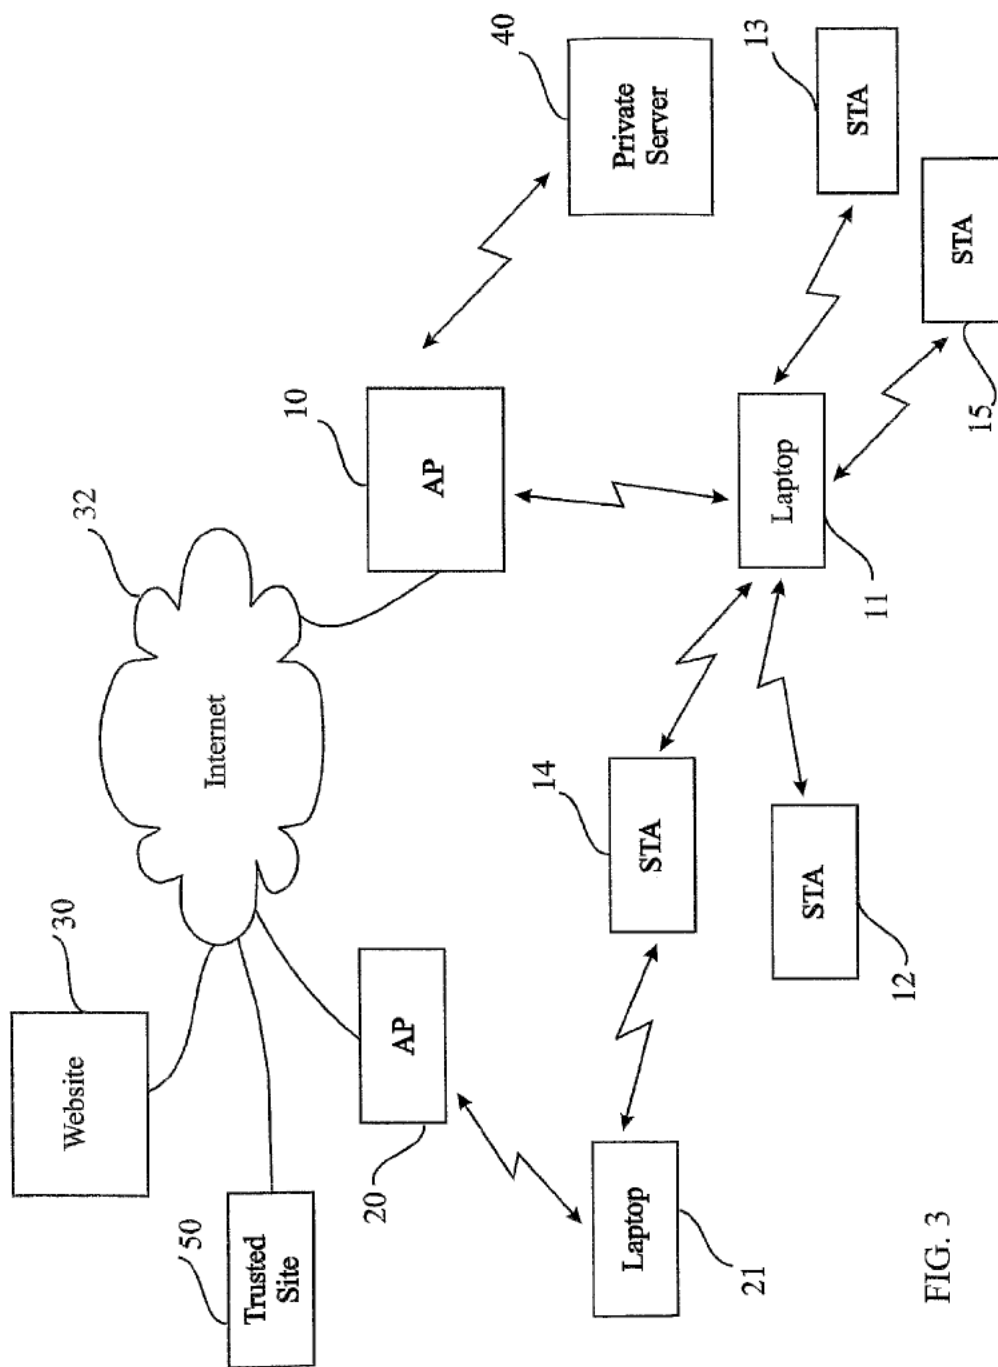 Website
30
Trusted
Site
50
Internet
32
AP
20
AP
10
Private
Server
40
Laptop
21
STA
14
STA
12
Laptop
11
STA
13
STA
15
FIG. 3